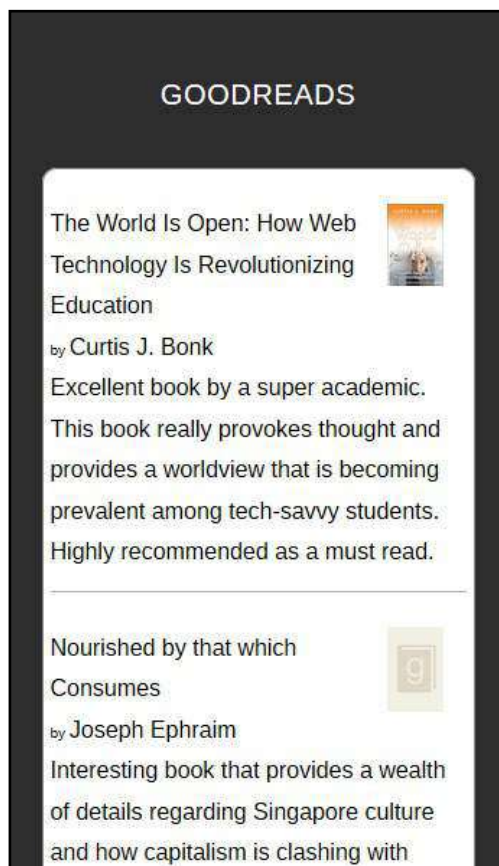 GOODREADS
The World Is Open: How Web
Technology Is Revolutionizing
Education
by Curtis J. Bonk
Excellent book by a super academic.
This book really provokes thought and
provides a worldview that is becoming
prevalent among tech-savvy students.
Highly recommended as a must read.
Nourished by that which
g
Consumes
by Joseph Ephraim
Interesting book that provides a wealth
of details regarding Singapore culture
and how capitalism is clashing with